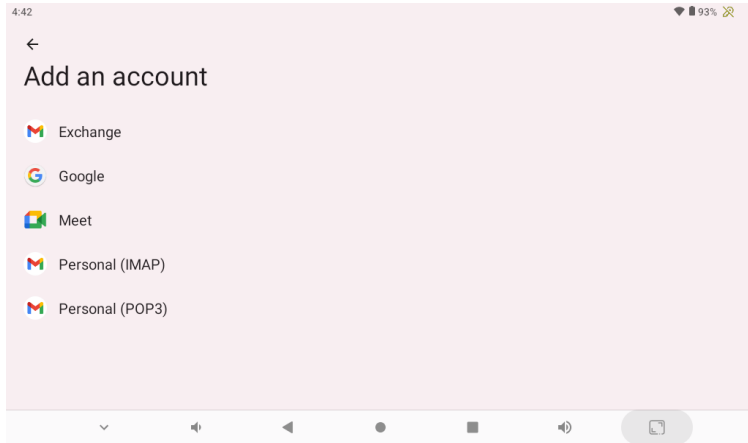 4:42
93%
Add an account
Exchange
Google
Meet
Personal (IMAP)
Personal (POP3)